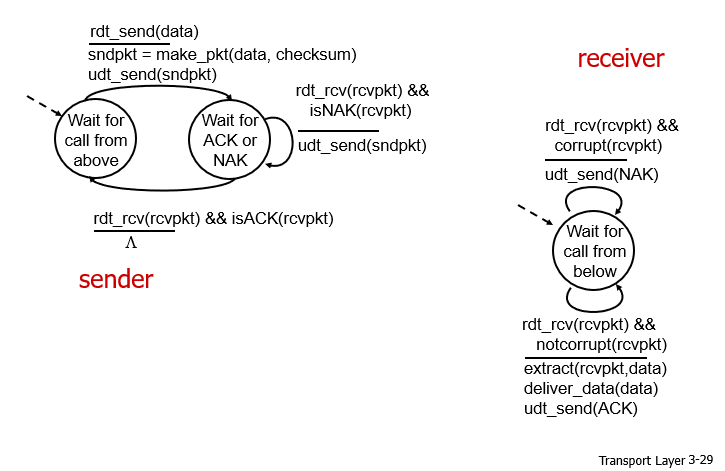 rdt_send(data)
sndpkt = make_pkt(data, checksum)
udt_send(sndpkt)
Wait for
call from
above
Wait for
ACK or
NAK
rdt_rcv(rcvpkt) &&
isNAK(rcvpkt)
udt_send(sndpkt)
rdt_rcv(rcvpkt) && isACK(rcvpkt)
Λ
sender
receiver
rdt_rcv(rcvpkt) &&
corrupt(rcvpkt)
udt_send(NAK)
Wait for
call from
below
rdt_rcv(rcvpkt) &&
notcorrupt(rcvpkt)
extract(rcvpkt,data)
deliver_data(data)
udt_send(ACK)
Transport Layer 3-29